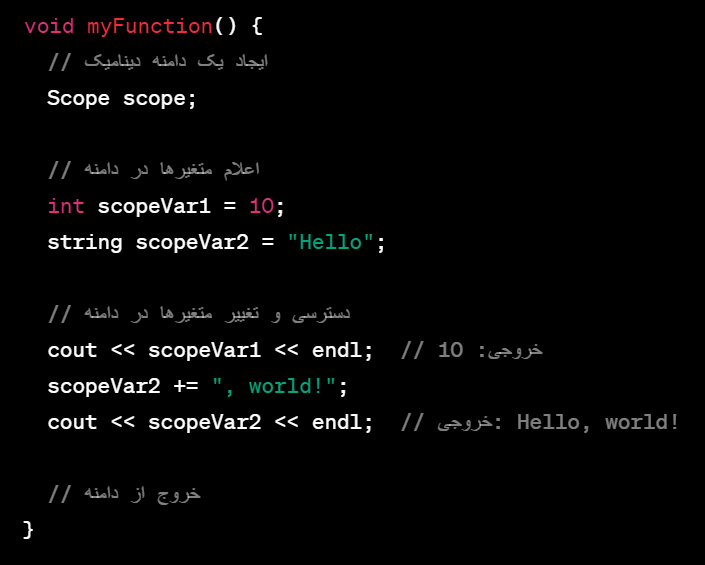 void myFunction() {
// ایجاد یک دامنه دینامیک
Scope scope;
// اعلام متغیرها در دامنه
int scopeVar1 = 10;
string scopeVar2 = "Hello";
// دسترسی و تغییر متغیرها در دامنه
cout << scopeVar1 << endl;  // خروجی: 10
scopeVar2 += ", world!";
cout << scopeVar2 << endl;  // خروجی: Hello, world!
// خروج از دامنه
}